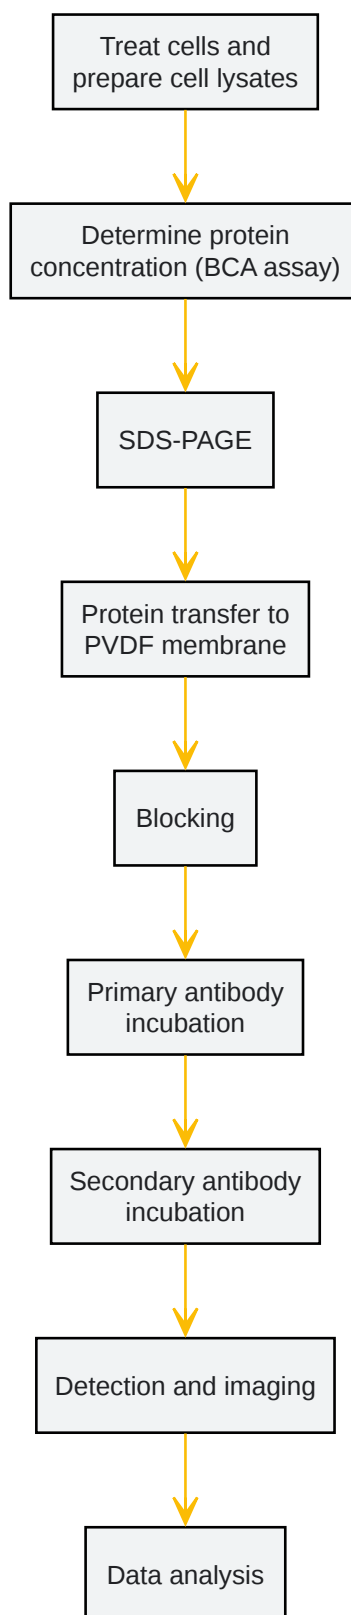 Treat cells and
prepare cell lysates
Determine protein
concentration (BCA assay)
SDS-PAGE
Protein transfer to
PVDF membrane
Blocking
Primary antibody
incubation
Secondary antibody
incubation
Detection and imaging
Data analysis